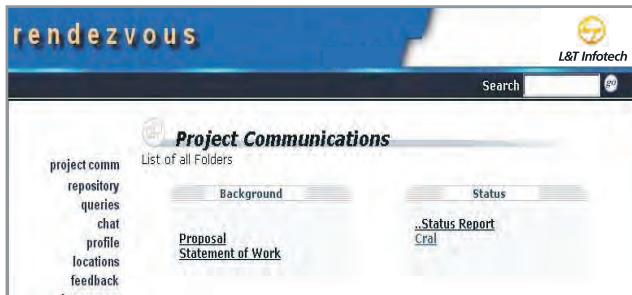 rendezvous
L&T Infotech
Search go
Project Communications
List of all Folders
project comm
repository
queries
chat
profile
locations
feedback
Background
Proposal
Statement of Work
Status
..Status Report
Cral